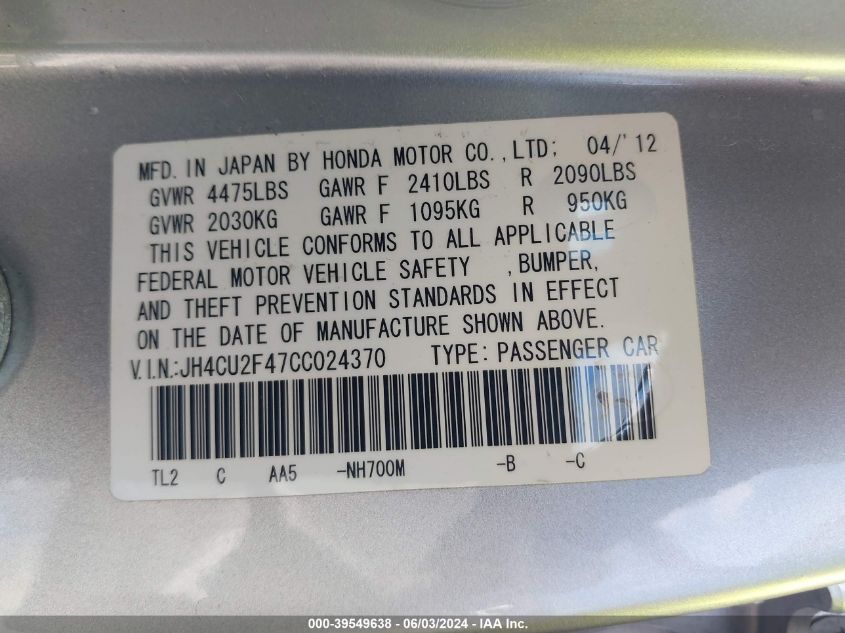 MFD. IN JAPAN BY HONDA MOTOR CO., LTD; 04/'12
GVWR 4475LBS GAWR F 2410LBS R 2090LBS
GVWR 2030KG GAWR F 1095KG R 950KG
THIS VEHICLE CONFORMS TO ALL APPLICABLE
FEDERAL MOTOR VEHICLE SAFETY , BUMPER,
AND THEFT PREVENTION STANDARDS IN EFFECT
ON THE DATE OF MANUFACTURE SHOWN ABOVE.
V.I.N.:JH4CU2F47CC024370 TYPE: PASSENGER CAR
TL2 C AA5 -NH700M -B -C
000-39549638 - 06/03/2024 - IAAI.com Inc.